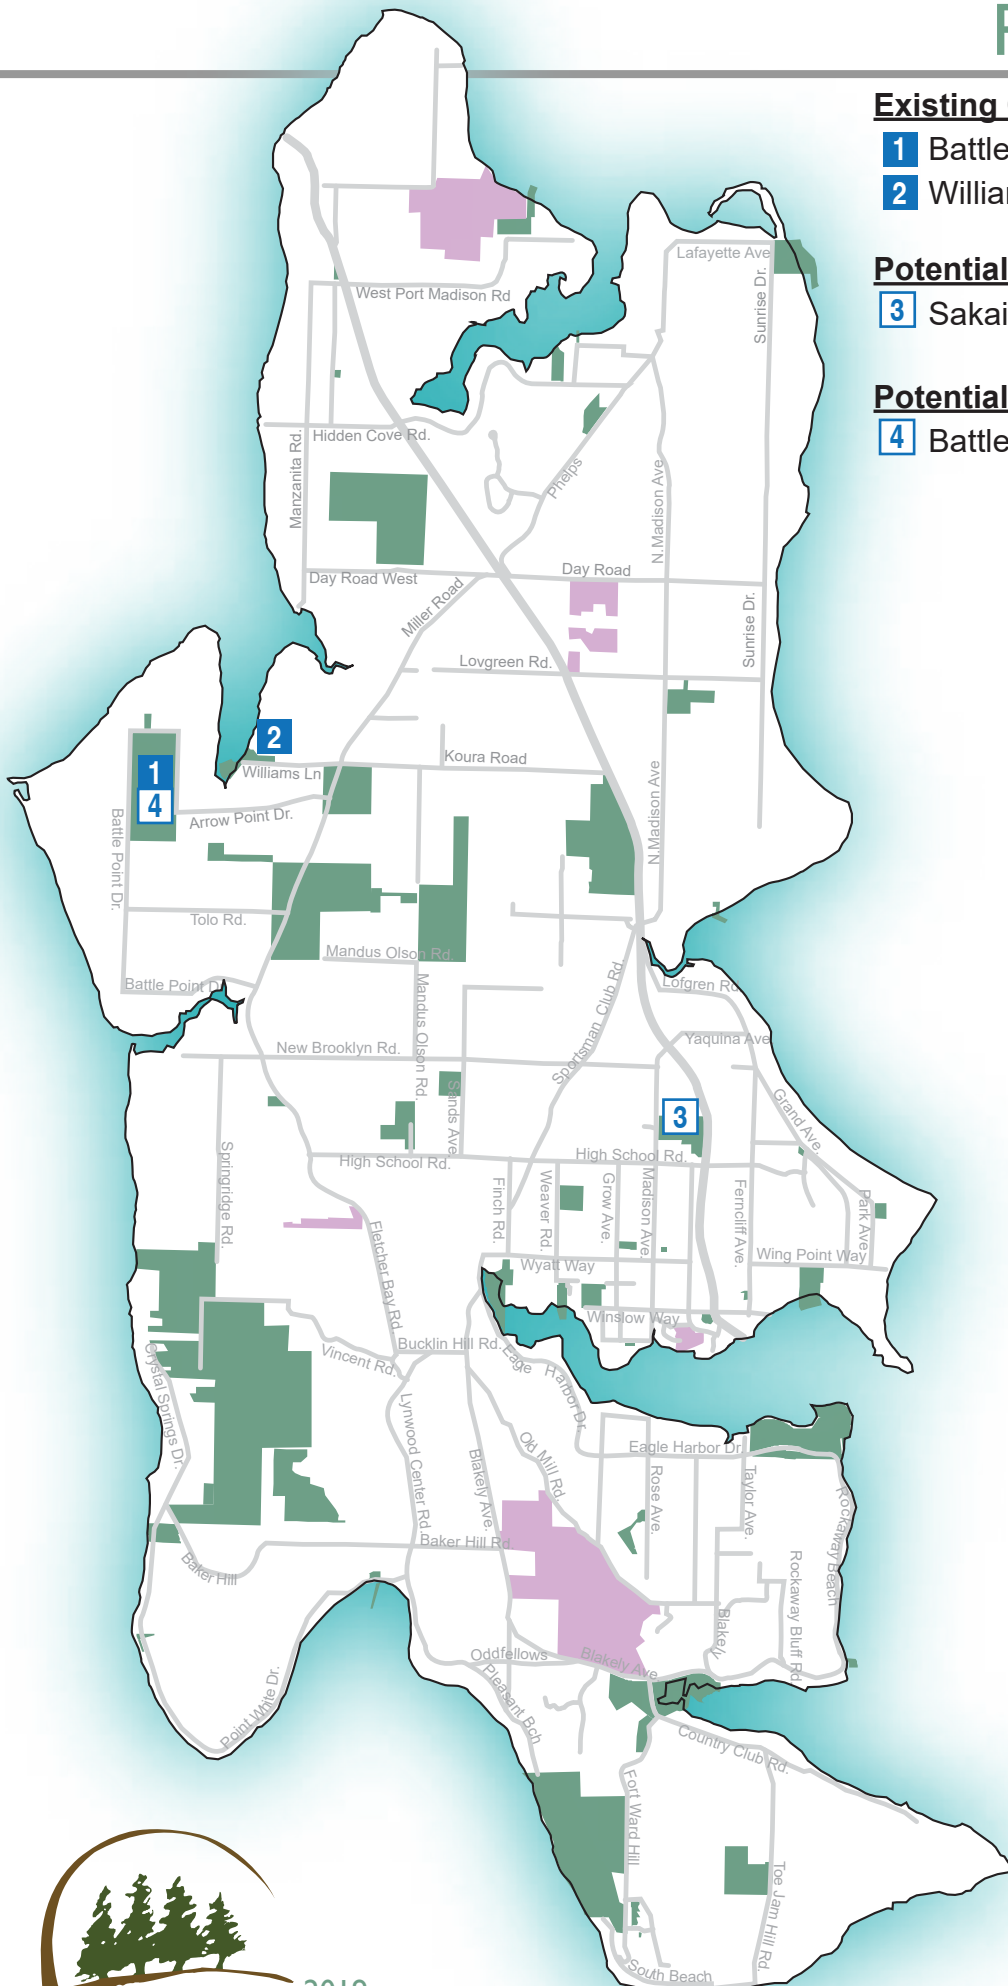 Existing
1 Battle
2 Willia
Potential
3 Sakai
Potential
4 Battle
Lafayette Ave
Sunrise Dr.
West Port Madison Rd
Hidden Cove Rd.
Manzanita Rd.
Phelps
N.Madison Ave
Day Road West
Day Road
Miller Road
Sunrise Dr.
Lovgreen Rd.
2
1
4
Koura Road
Williams Ln
Arrow Point Dr.
Battle Point Dr.
N.Madison Ave
Tolo Rd.
Mandus Olson Rd.
Battle Point D
Mandus Olson Rd.
Sportsman Club Rd.
Lofgren Rd
Yaquina Ave
New Brooklyn Rd.
Sands Ave
3
Grand Ave.
High School Rd.
High School Rd.
Springridge Rd.
Finch Rd.
Weaver Rd.
Grow Ave.
Madison Ave.
Ferncliff Ave.
Park Ave.
Fletcher Bay Rd.
Wyatt Way
Wing Point Way
Winslow Way
Bucklin Hill Rd.
Vincent Rd.
Eagle Harbor Dr.
Crystal Springs Dr.
Lynwood Center Rd.
Blakely Ave.
Old Mill Rd
Eagle Harbor Dr.
Rose Ave.
Taylor Ave.
Rockaway Beach
Baker Hill Rd.
Baker Hill
Rockaway Bluff Rd
Blakely
Oddfellows
Blakely Ave
Pleasant Bch
Point White Dr.
Country Club Rd.
Fort Ward Hill
Toe Jam Hill Rd.
South Beach
2019